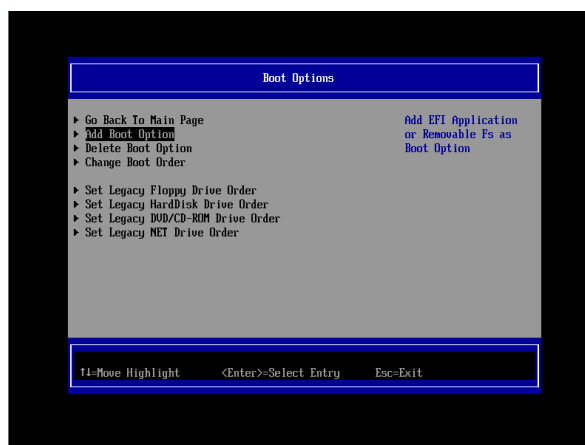 Boot Options
▶ Go Back To Main Page
▶ Add Boot Option
▶ Delete Boot Option
▶ Change Boot Order
▶ Set Legacy Floppy Drive Order
▶ Set Legacy HardDisk Drive Order
▶ Set Legacy DVD/CD-ROM Drive Order
▶ Set Legacy NET Drive Order
Add EFI Application
or Removable Fs as
Boot Option
↑↓=Move Highlight <Enter>=Select Entry Esc=Exit